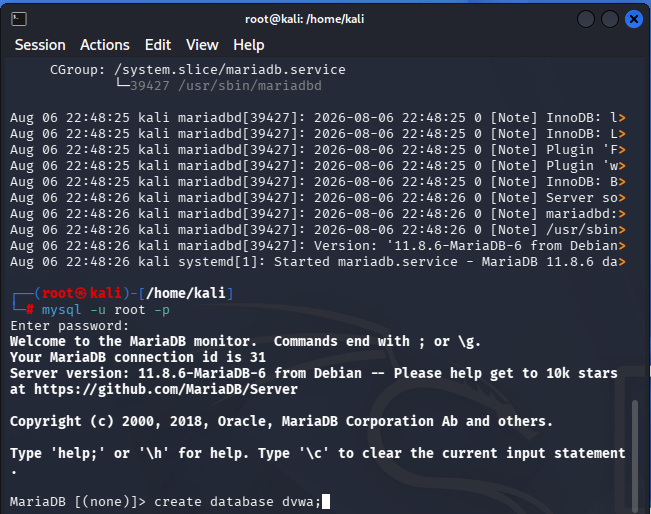 root@kali: /home/kali
Session Actions Edit View Help
CGroup: /system.slice/mariadb.service
└─39427 /usr/sbin/mariadbd
Aug 06 22:48:25 kali mariadbd[39427]: 2026-08-06 22:48:25 0 [Note] InnoDB: l>
Aug 06 22:48:25 kali mariadbd[39427]: 2026-08-06 22:48:25 0 [Note] InnoDB: L>
Aug 06 22:48:25 kali mariadbd[39427]: 2026-08-06 22:48:25 0 [Note] Plugin 'F>
Aug 06 22:48:25 kali mariadbd[39427]: 2026-08-06 22:48:25 0 [Note] Plugin 'w>
Aug 06 22:48:25 kali mariadbd[39427]: 2026-08-06 22:48:25 0 [Note] InnoDB: B>
Aug 06 22:48:26 kali mariadbd[39427]: 2026-08-06 22:48:26 0 [Note] Server so>
Aug 06 22:48:26 kali mariadbd[39427]: 2026-08-06 22:48:26 0 [Note] mariadbd:>
Aug 06 22:48:26 kali mariadbd[39427]: 2026-08-06 22:48:26 0 [Note] /usr/sbin>
Aug 06 22:48:26 kali mariadbd[39427]: Version: '11.8.6-MariaDB-6 from Debian>
Aug 06 22:48:26 kali systemd[1]: Started mariadb.service - MariaDB 11.8.6 da>
┌──(root㉿kali)-[/home/kali]
└─# mysql -u root -p
Enter password:
Welcome to the MariaDB monitor.  Commands end with ; or \g.
Your MariaDB connection id is 31
Server version: 11.8.6-MariaDB-6 from Debian -- Please help get to 10k stars
at https://github.com/MariaDB/Server
Copyright (c) 2000, 2018, Oracle, MariaDB Corporation Ab and others.
Type 'help;' or '\h' for help. Type '\c' to clear the current input statement
.
MariaDB [(none)]> create database dvwa;